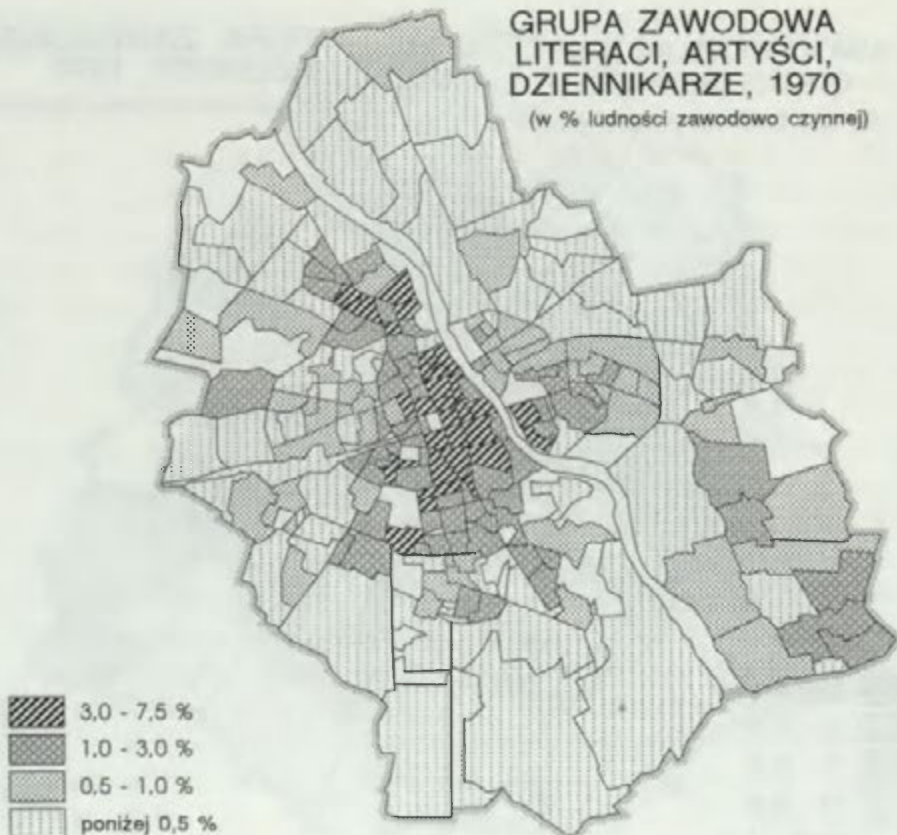 GRUPA ZAWODOWA
LITERACI, ARTYŚCI,
DZIENNIKARZE, 1970
(w % ludności zawodowo czynnej)
3,0 - 7,5 %
1.0 - 3.0 %
0.5 - 1.0 %
poniżej 0,5 %